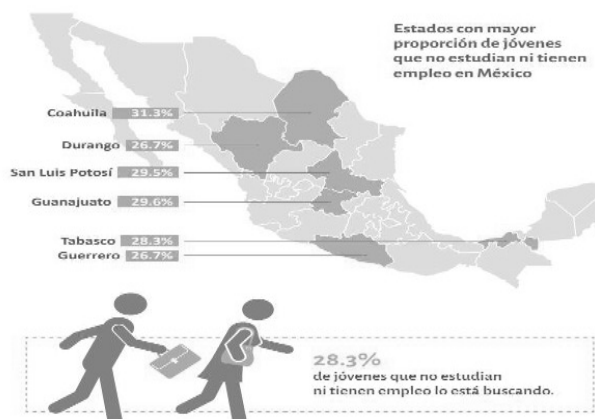 Estados con mayor
proporción de jóvenes
que no estudian ni tienen
empleo en México
Coahuila 31.3%
Durango 26.7%
San Luis Potosí 29.5%
Guanajuato 29.6%
Tabasco 28.3%
Guerrero 26.7%
28.3%
de jóvenes que no estudian
ni tienen empleo lo está buscando.